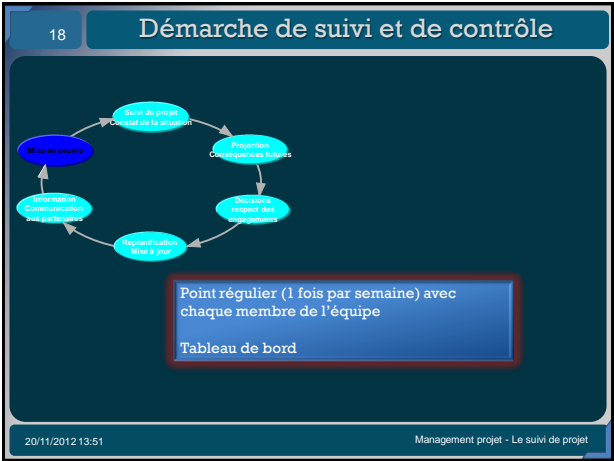 18
Démarche de suivi et de contrôle
Suivi du projet
Constat de la situation
Mise en œuvre
Projection
Conséquences futures
Information
Communication
aux partenaires
Décisions
respect des
engagements
Replanification
Mise à jour
Point régulier (1 fois par semaine) avec
chaque membre de l'équipe
Tableau de bord
20/11/2012 13:51
Management projet - Le suivi de projet